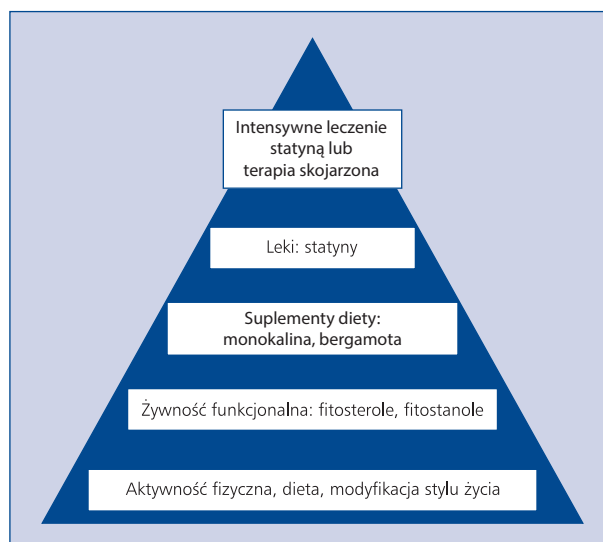 Intensywne leczenie
statyną lub
terapia skojarzona
Leki: statyny
Suplementy diety:
monokalina, bergamota
Żywność funkcjonalna: fitosterole, fitostanole
Aktywność fizyczna, dieta, modyfikacja stylu życia